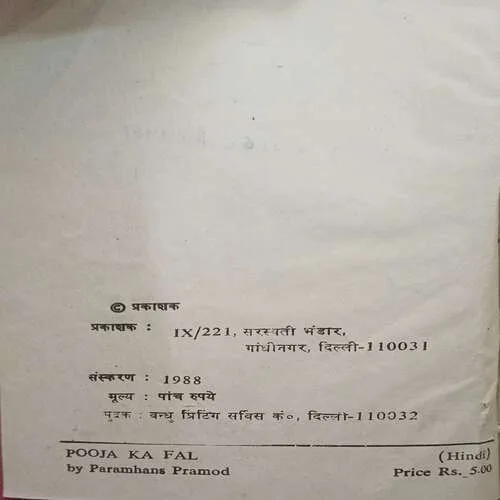 © प्रकाशक
प्रकाशक : IX/221, सरस्वती भंडार,
गांधीनगर, दिल्ली-110031
संस्करण : 1988
मूल्य : पांच रुपये
मुद्रक : बन्धु प्रिंटिंग सर्विस कं०, दिल्ली-110032
POOJA KA FAL (Hindi)
by Paramhans Pramod Price Rs. 5.00